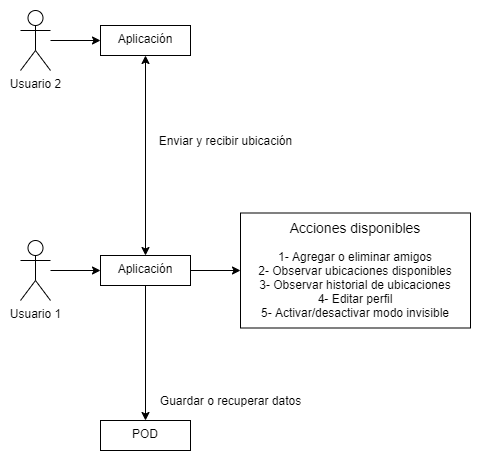 Aplicación
Usuario 2
Enviar y recibir ubicación
Acciones disponibles
1- Agregar o eliminar amigos
2- Observar ubicaciones disponibles
3- Observar historial de ubicaciones
4- Editar perfil
5- Activar/desactivar modo invisible
Aplicación
Usuario 1
Guardar o recuperar datos
POD